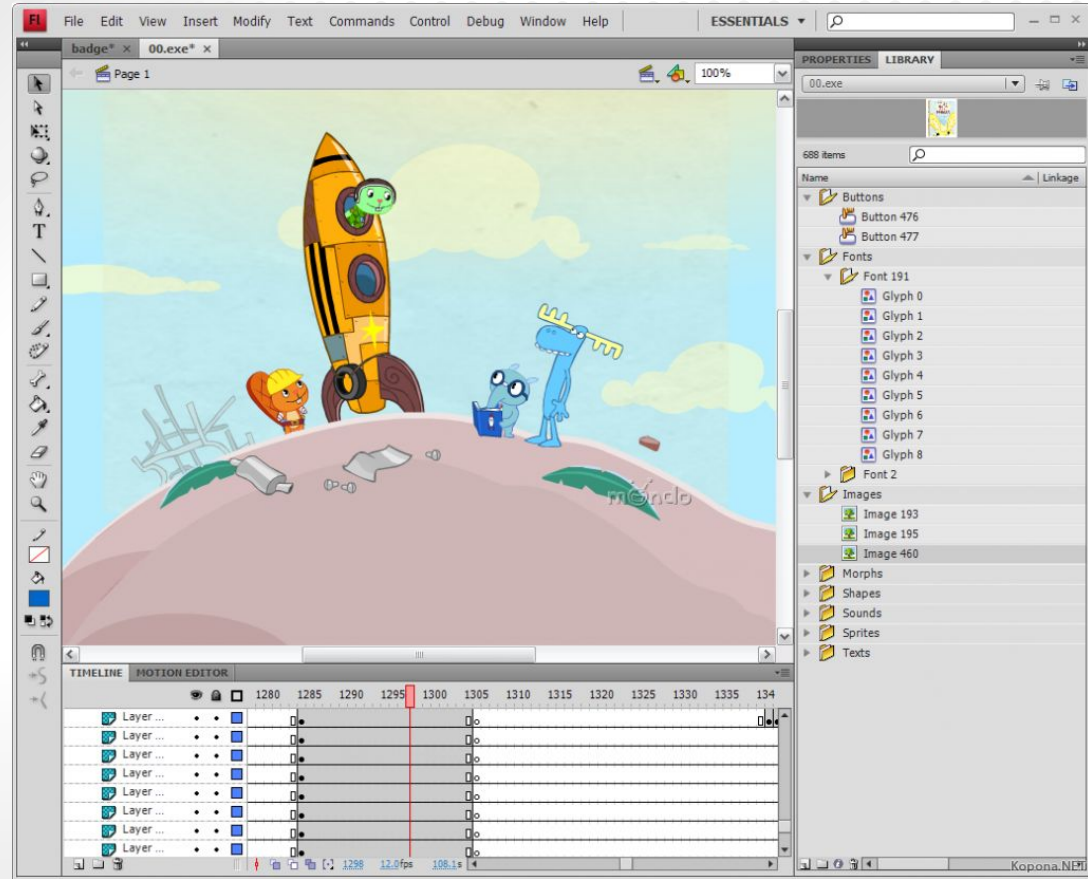 FL File Edit View Insert Modify Text Commands Control Debug Window Help ESSENTIALS
badge* × 00.exe* ×
Page 1 100%
mondo
PROPERTIES LIBRARY
00.exe
688 items
Name Linkage
Buttons
Button 476
Button 477
Fonts
Font 191
Glyph 0
Glyph 1
Glyph 2
Glyph 3
Glyph 4
Glyph 5
Glyph 6
Glyph 7
Glyph 8
Font 2
Images
Image 193
Image 195
Image 460
Morphs
Shapes
Sounds
Sprites
Texts
TIMELINE MOTION EDITOR
1280 1285 1290 1295 1300 1305 1310 1315 1320 1325 1330 1335 134
Layer ...
Layer ...
Layer ...
Layer ...
Layer ...
Layer ...
Layer ...
Layer ...
1298 12.0fps 108.1s
Kopona.NET